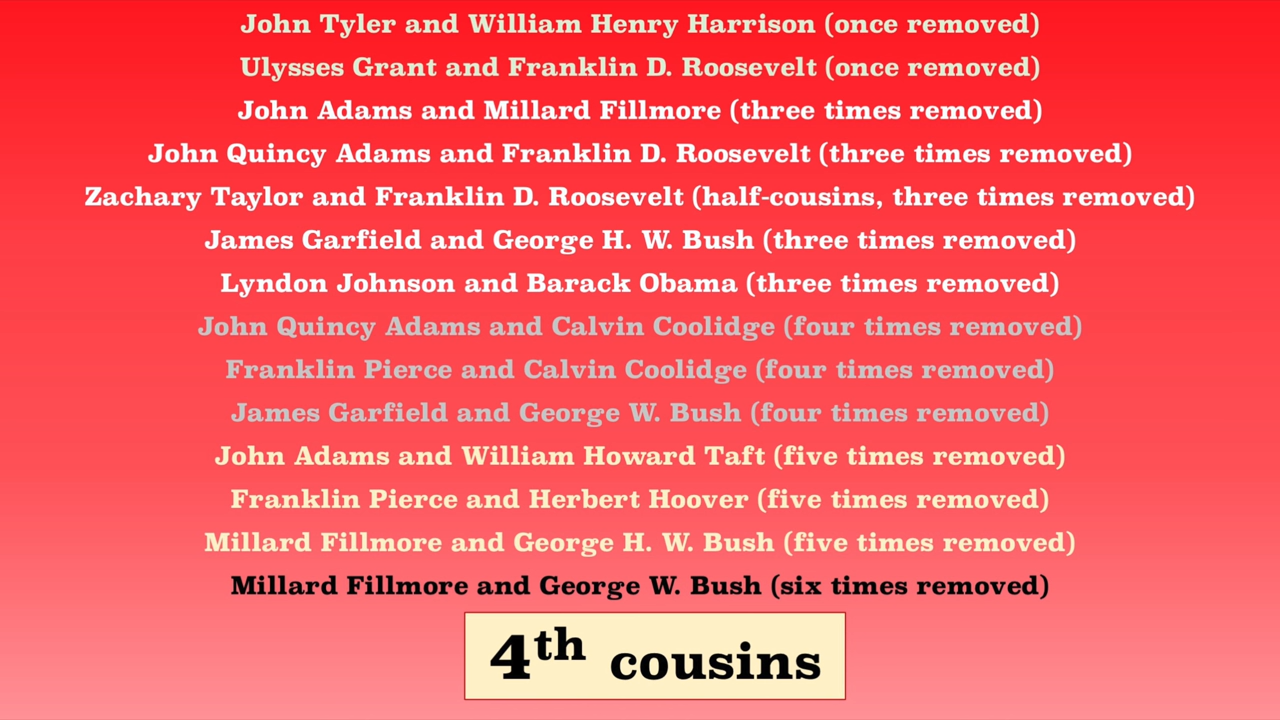 John Tyler and William Henry Harrison (once removed)
Ulysses Grant and Franklin D. Roosevelt (once removed)
John Adams and Millard Fillmore (three times removed)
John Quincy Adams and Franklin D. Roosevelt (three times removed)
Zachary Taylor and Franklin D. Roosevelt (half-cousins, three times removed)
James Garfield and George H. W. Bush (three times removed)
Lyndon Johnson and Barack Obama (three times removed)
John Quincy Adams and Calvin Coolidge (four times removed)
Franklin Pierce and Calvin Coolidge (four times removed)
James Garfield and George W. Bush (four times removed)
John Adams and William Howard Taft (five times removed)
Franklin Pierce and Herbert Hoover (five times removed)
Millard Fillmore and George H. W. Bush (five times removed)
Millard Fillmore and George W. Bush (six times removed)
4th cousins